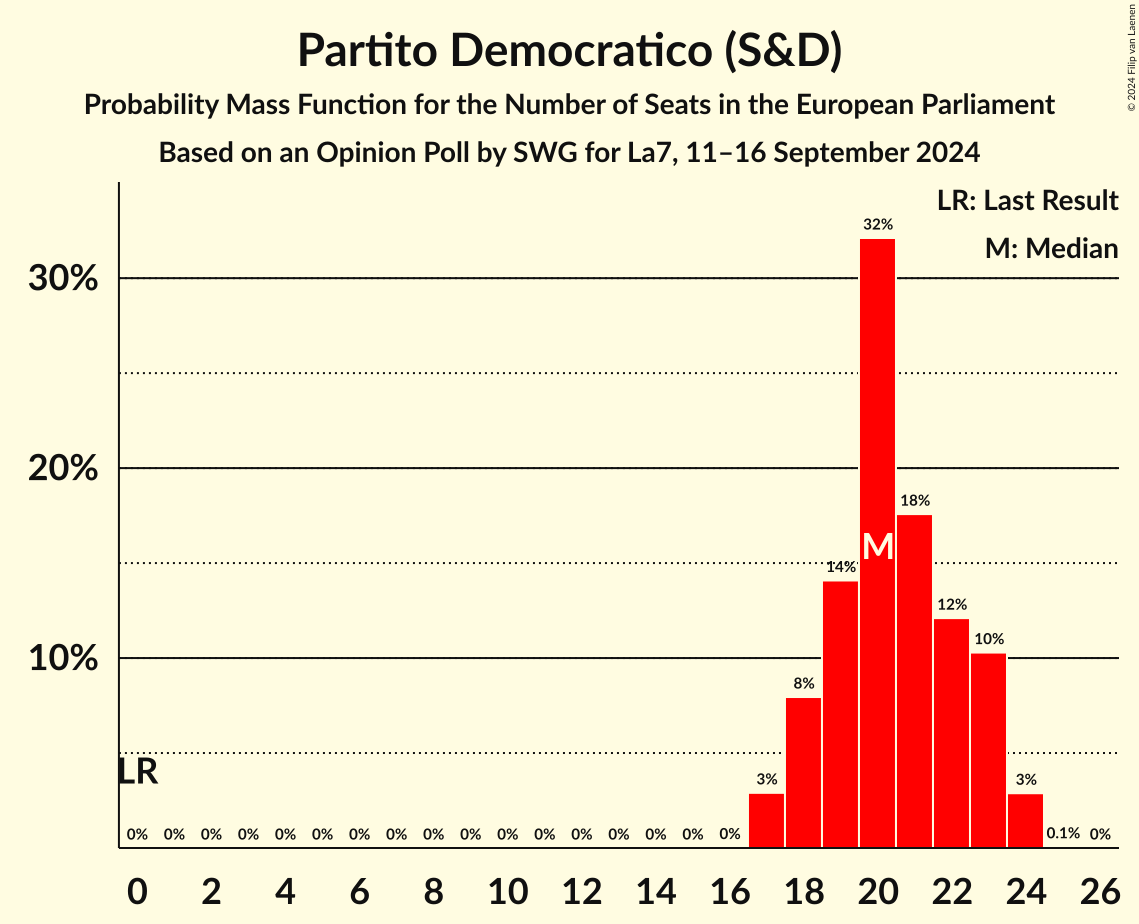 Partito Democratico (S&D)
Probability Mass Function for the Number of Seats in the European Parliament
Based on an Opinion Poll by SWG for La7, 11–16 September 2024
© 2024 Filip van Laenen
LR: Last Result
M: Median
32%
30%
20%
18%
M
14%
12%
10%
10%
8%
LR
3%
3%
0% 0% 0% 0% 0% 0% 0% 0% 0% 0% 0% 0% 0% 0% 0% 0% 0% 0.1% 0%
0 2 4 6 8 10 12 14 16 18 20 22 24 26